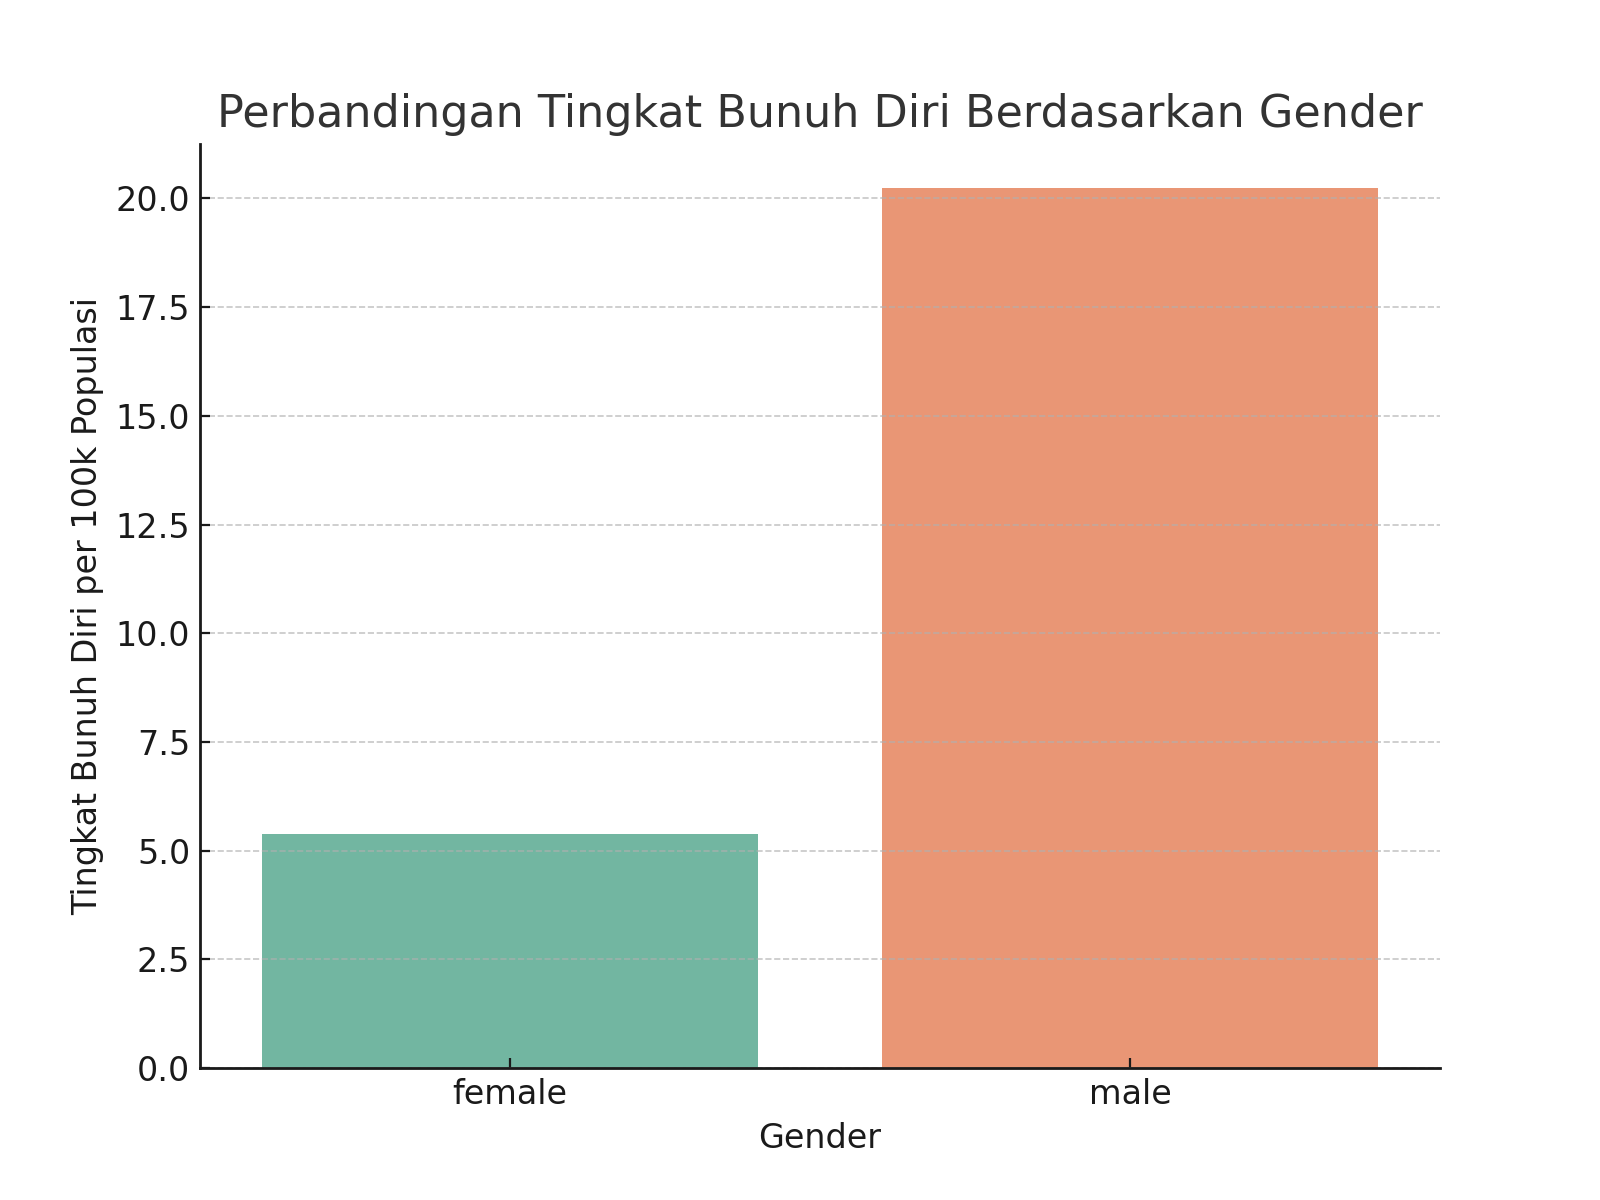 Perbandingan Tingkat Bunuh Diri Berdasarkan Gender
Tingkat Bunuh Diri per 100k Populasi
20.0
17.5
15.0
12.5
10.0
7.5
5.0
2.5
0.0
female male
Gender